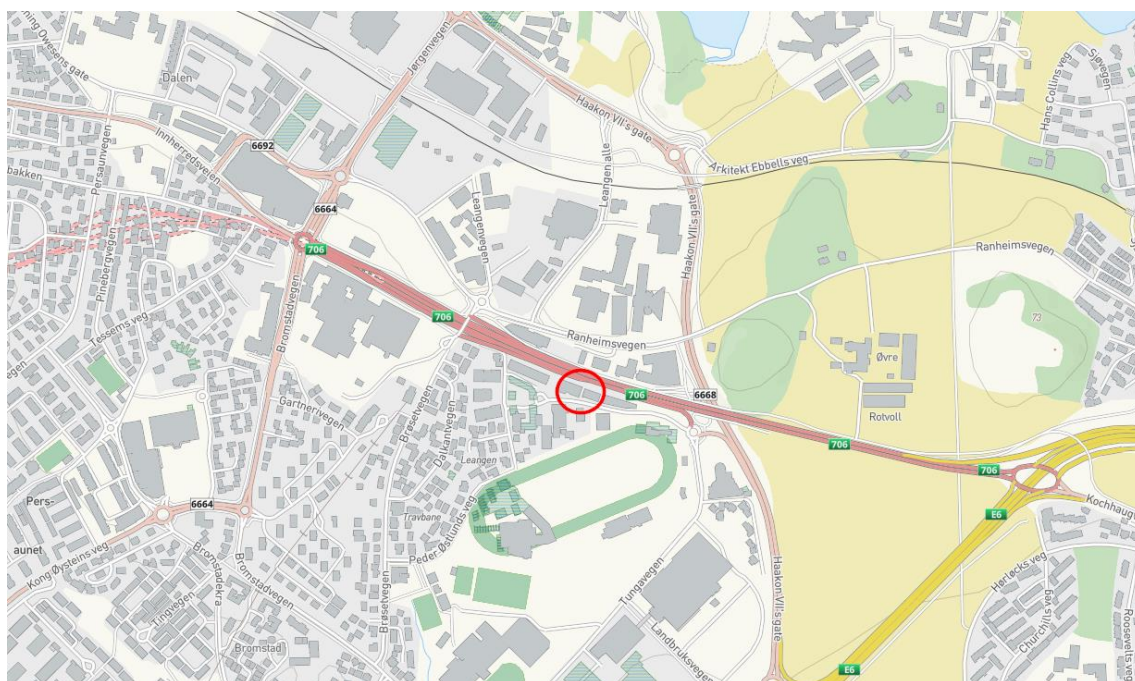 Dalen
Jørgenvegen
Haakon VII's gate
Sjøvegen
Hans Collins veg
6692
Innherredsveien
bakken
Persaunvegen
Arkitekt Ebbells veg
Leangen alle
Leangenvegen
6664
706
Ranheimsvegen
Haakon VII's gate
Pinebergvegen
Bromstadvegen
706
73
Tessems veg
Ranheimsvegen
Øvre
Rotvoll
706
6668
Gartnerivegen
Brøsetvegen
Dalkantvegen
706
Leangen
Travbane
706
Pers-
aunet
6664
E6
Kochhaug
Peder Østlunds veg
Kong Øysteins veg
Bromstadekra
Bromstadvegen
Tingvegen
Brøsetvegen
Tungavegen
Haakon VII's gate
Hørløcks veg
Churchills veg
Roosevelts veg
Bromstad
Landbruksvegen
E6